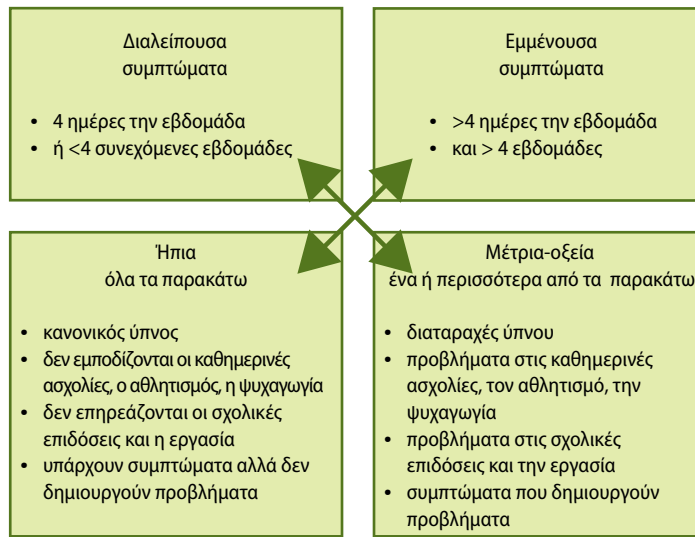 Διαλείπουσα
συμπτώματα
• 4 ημέρες την εβδομάδα
• ή <4 συνεχόμενες εβδομάδες
Εμμένουσα
συμπτώματα
• >4 ημέρες την εβδομάδα
• και > 4 εβδομάδες
Ήπια
όλα τα παρακάτω
• κανονικός ύπνος
• δεν εμποδίζονται οι καθημερινές
ασχολίες, ο αθλητισμός, η ψυχαγωγία
• δεν επηρεάζονται οι σχολικές
επιδόσεις και η εργασία
• υπάρχουν συμπτώματα αλλά δεν
δημιουργούν προβλήματα
Μέτρια-οξεία
ένα ή περισσότερα από τα παρακάτω
• διαταραχές ύπνου
• προβλήματα στις καθημερινές
ασχολίες, τον αθλητισμό, την
ψυχαγωγία
• προβλήματα στις σχολικές
επιδόσεις και την εργασία
• συμπτώματα που δημιουργούν
προβλήματα